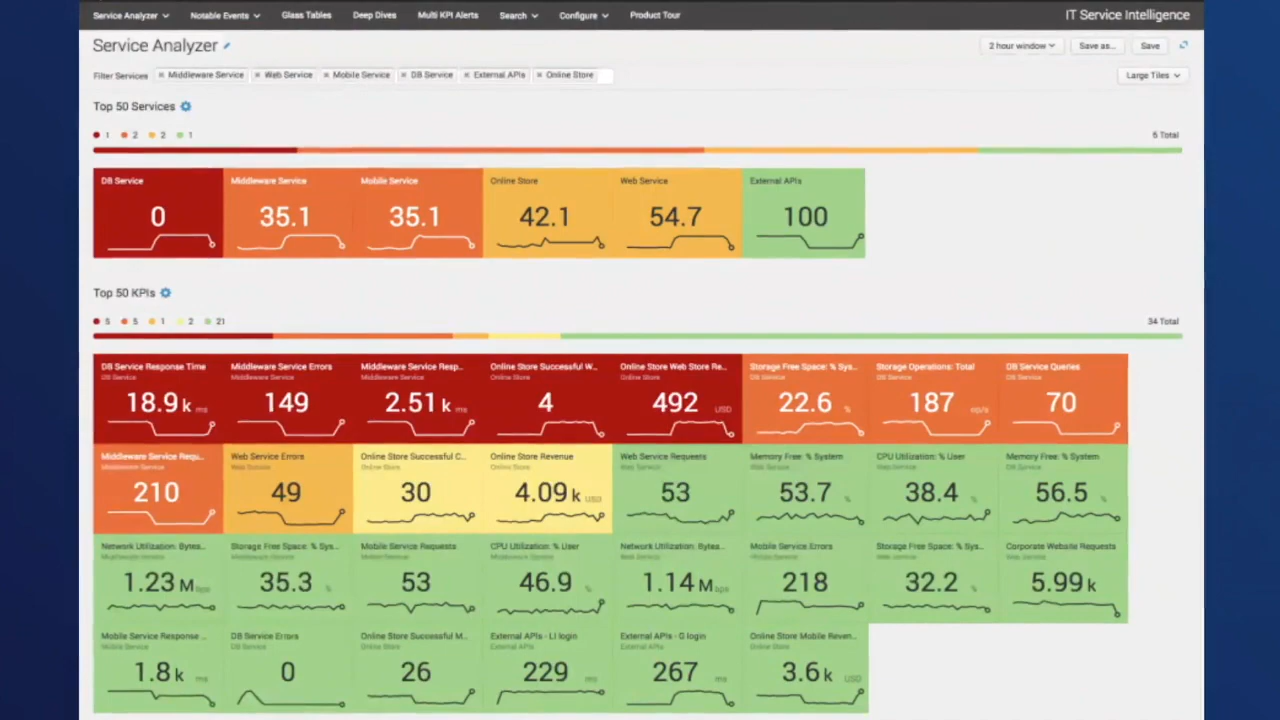 Service Analyzer Notable Events Glass Tables Deep Dives Multi KPI Alerts Search Configure Product Tour IT Service Intelligence
Service Analyzer 2 hour window Save as... Save
Filter Services Middleware Service Web Service Mobile Service DB Service External APIs Online Store Large Tiles
Top 50 Services
1 2 2 1 6 Total
DB Service Middleware Service Mobile Service Online Store Web Service External APIs
0 35.1 35.1 42.1 54.7 100
Top 50 KPIs
5 5 1 2 21 34 Total
DB Service Response Time Middleware Service Errors Middleware Service Resp... Online Store Successful W... Online Store Web Store Re... Storage Free Space: % Sys... Storage Operations: Total DB Service Queries
DB Service Middleware Service Middleware Service Online Store Online Store DB Service DB Service DB Service
18.9 k ms 149 2.51 k ms 4 492 USD 22.6 % 187 op/s 70
Middleware Service Requ... Web Service Errors Online Store Successful C... Online Store Revenue Web Service Requests Memory Free: % System CPU Utilization: % User Memory Free: % System
Middleware Service Web Service Online Store Online Store Web Service Web Service Web Service DB Service
210 49 30 4.09 k USD 53 53.7 % 38.4 % 56.5 %
Network Utilization: Bytes... Storage Free Space: % Sys... Mobile Service Requests CPU Utilization: % User Network Utilization: Bytes... Mobile Service Errors Storage Free Space: % Sys... Corporate Website Requests
Middleware Service Middleware Service Mobile Service Middleware Service Web Service Mobile Service Web Service
1.23 M bps 35.3 % 53 46.9 % 1.14 M bps 218 32.2 % 5.99 k
Mobile Service Response ... DB Service Errors Online Store Successful M... External APIs - LI login External APIs - G login Online Store Mobile Reven...
Mobile Service DB Service Online Store External APIs External APIs Online Store
1.8 k ms 0 26 229 ms 267 ms 3.6 k USD